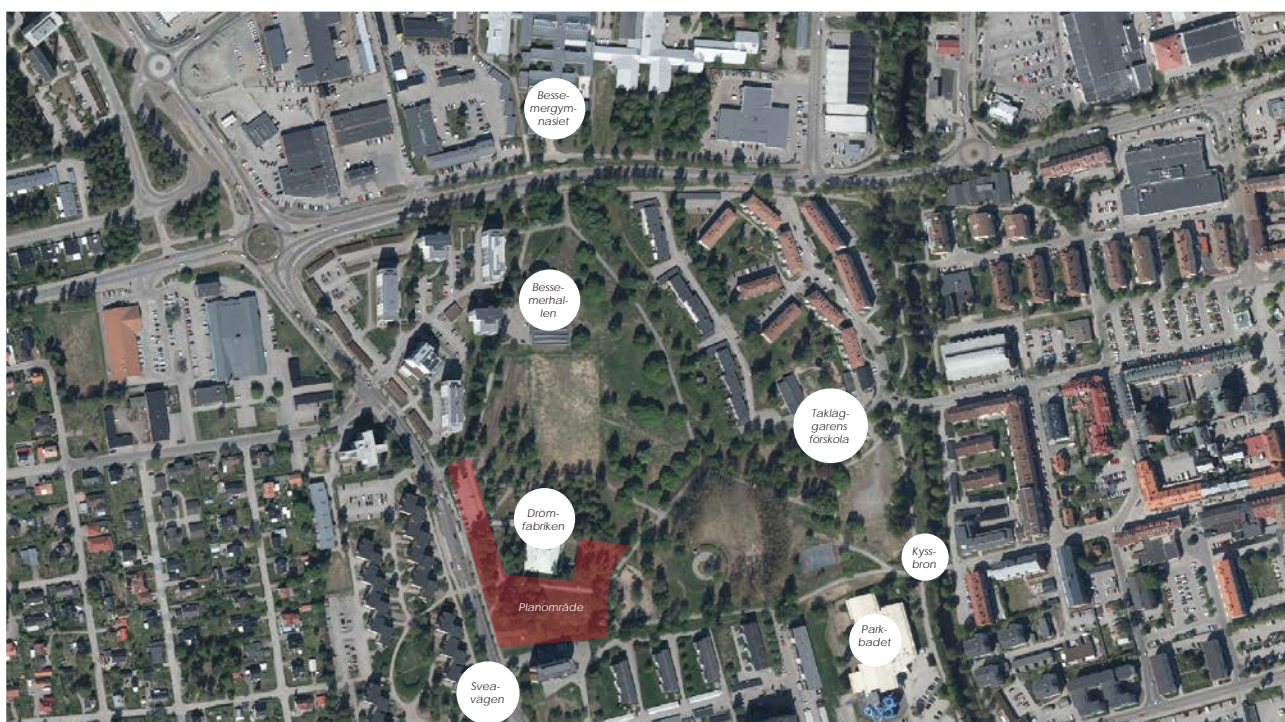 Besse-
mergym-
nasiet
Besse-
merhal-
len
Takläg-
garens
förskola
Dröm-
fabriken
Kyss-
bron
Planområde
Park-
badet
Svea-
vägen